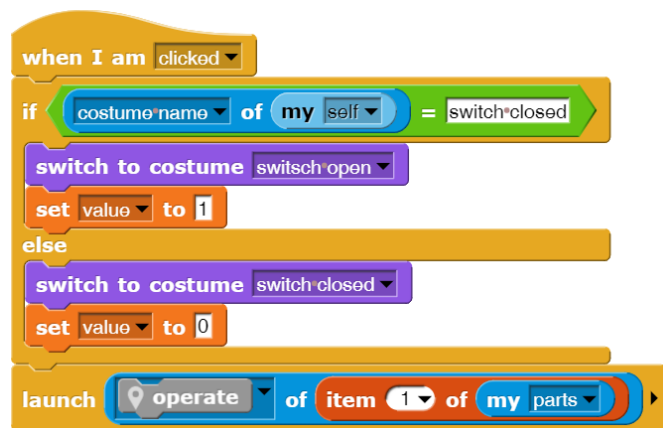 when I am clicked
if costume name of my self = switch closed
switch to costume switsch open
set value to 1
else
switch to costume switch closed
set value to 0
launch operate of item 1 of my parts